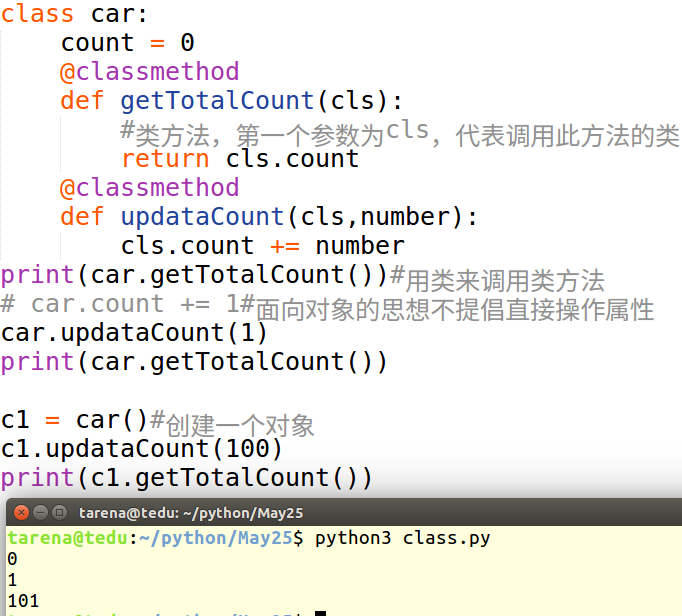 class car:
    count = 0
    @classmethod
    def getTotalCount(cls):
        #类方法，第一个参数为cls，代表调用此方法的类
        return cls.count
    @classmethod
    def updataCount(cls,number):
        cls.count += number
print(car.getTotalCount())#用类来调用类方法
# car.count += 1#面向对象的思想不提倡直接操作属性
car.updataCount(1)
print(car.getTotalCount())
c1 = car()#创建一个对象
c1.updataCount(100)
print(c1.getTotalCount())
tarena@tedu: ~/python/May25
tarena@tedu:~/python/May25$ python3 class.py
0
1
101